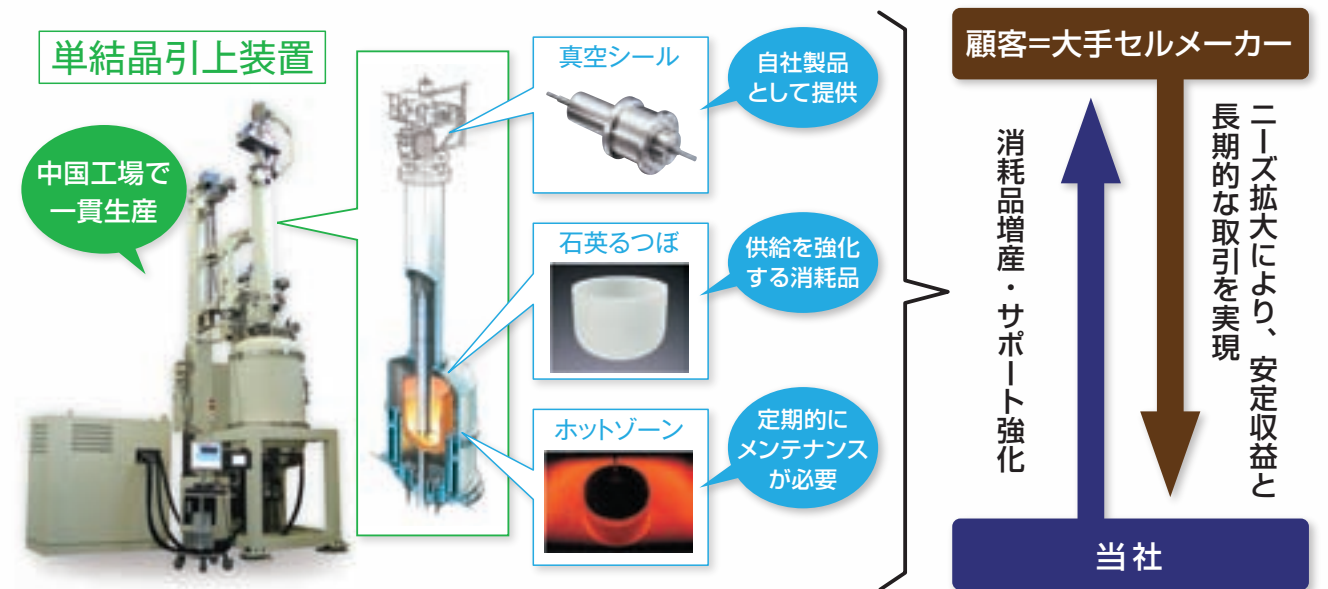 単結晶引上装置
中国工場で
一貫生産
真空シール
自社製品
として提供
石英るつぼ
供給を強化
する消耗品
ホットゾーン
定期的に
メンテナンス
が必要
顧客=大手セルメーカー
消耗品増産・サポート強化
ニーズ拡大により、安定収益と
長期的な取引を実現
当社